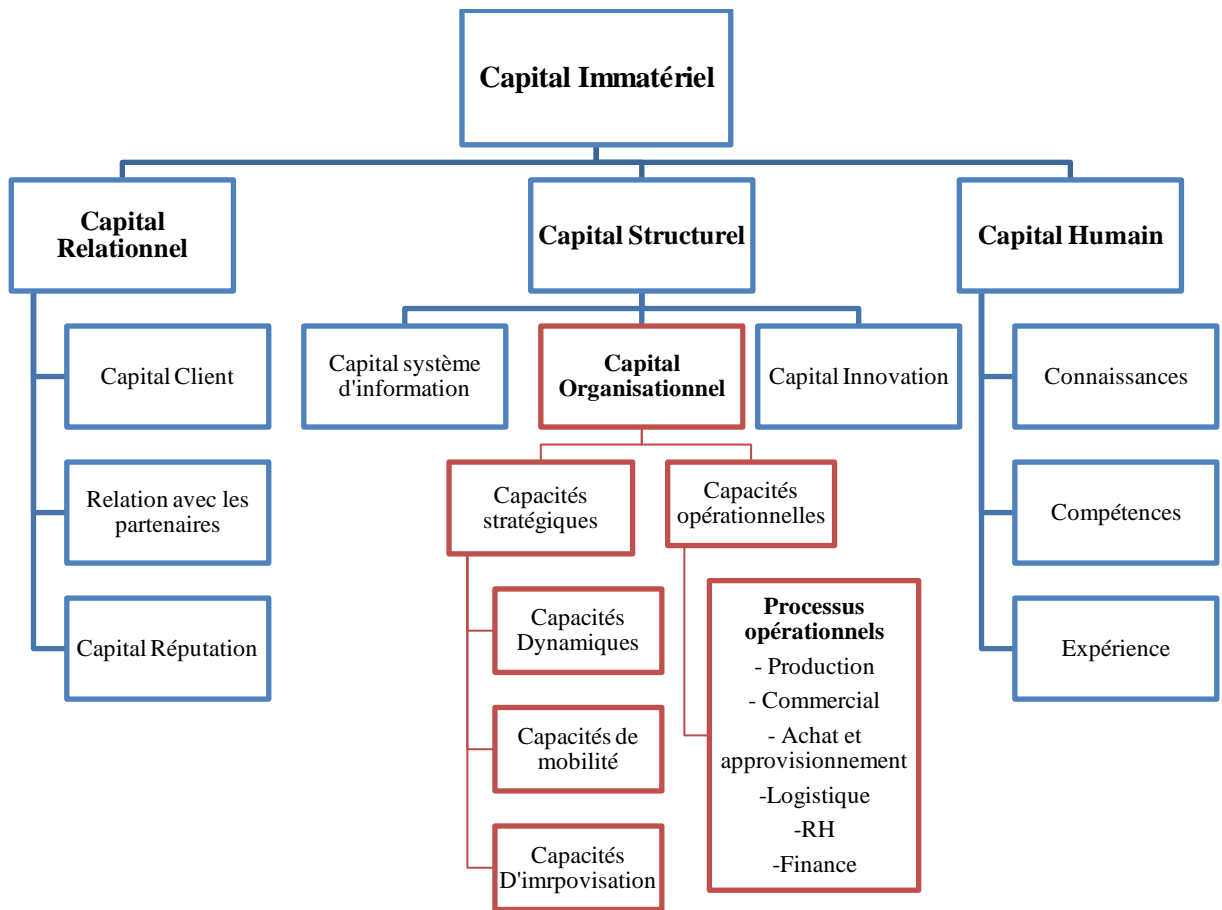 Capital Immatériel
Capital
Relationnel
Capital Structurel
Capital Humain
Capital Client
Relation avec les
partenaires
Capital Réputation
Capital système
d'information
Capital
Organisationnel
Capital Innovation
Capacités
stratégiques
Capacités
opérationnelles
Capacités
Dynamiques
Capacités de
mobilité
Capacités
D'imrpovisation
Processus
opérationnels
- Production
- Commercial
- Achat et
approvisionnement
-Logistique
-RH
-Finance
Connaissances
Compétences
Expérience